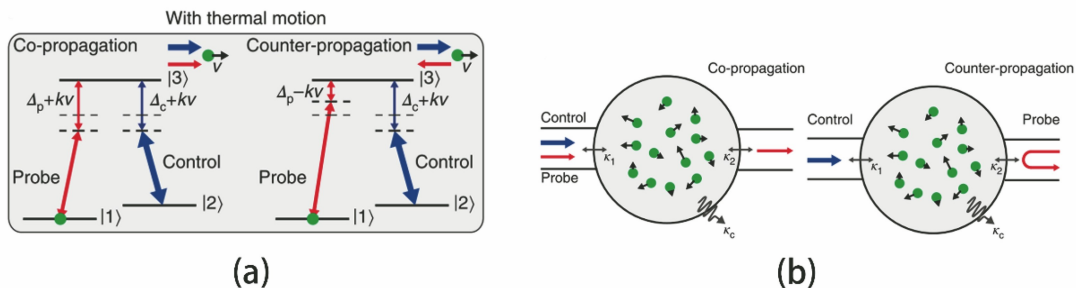 With thermal motion
Co-propagation
Counter-propagation
v
v
|3⟩
|3⟩
Δp+kv
Δc+kv
Δp−kv
Δc+kv
Probe
Control
Probe
Control
|1⟩
|2⟩
|1⟩
|2⟩
(a)
Co-propagation
Counter-propagation
Control
Probe
κ1
κ2
κc
Control
Probe
κ1
κ2
κc
(b)